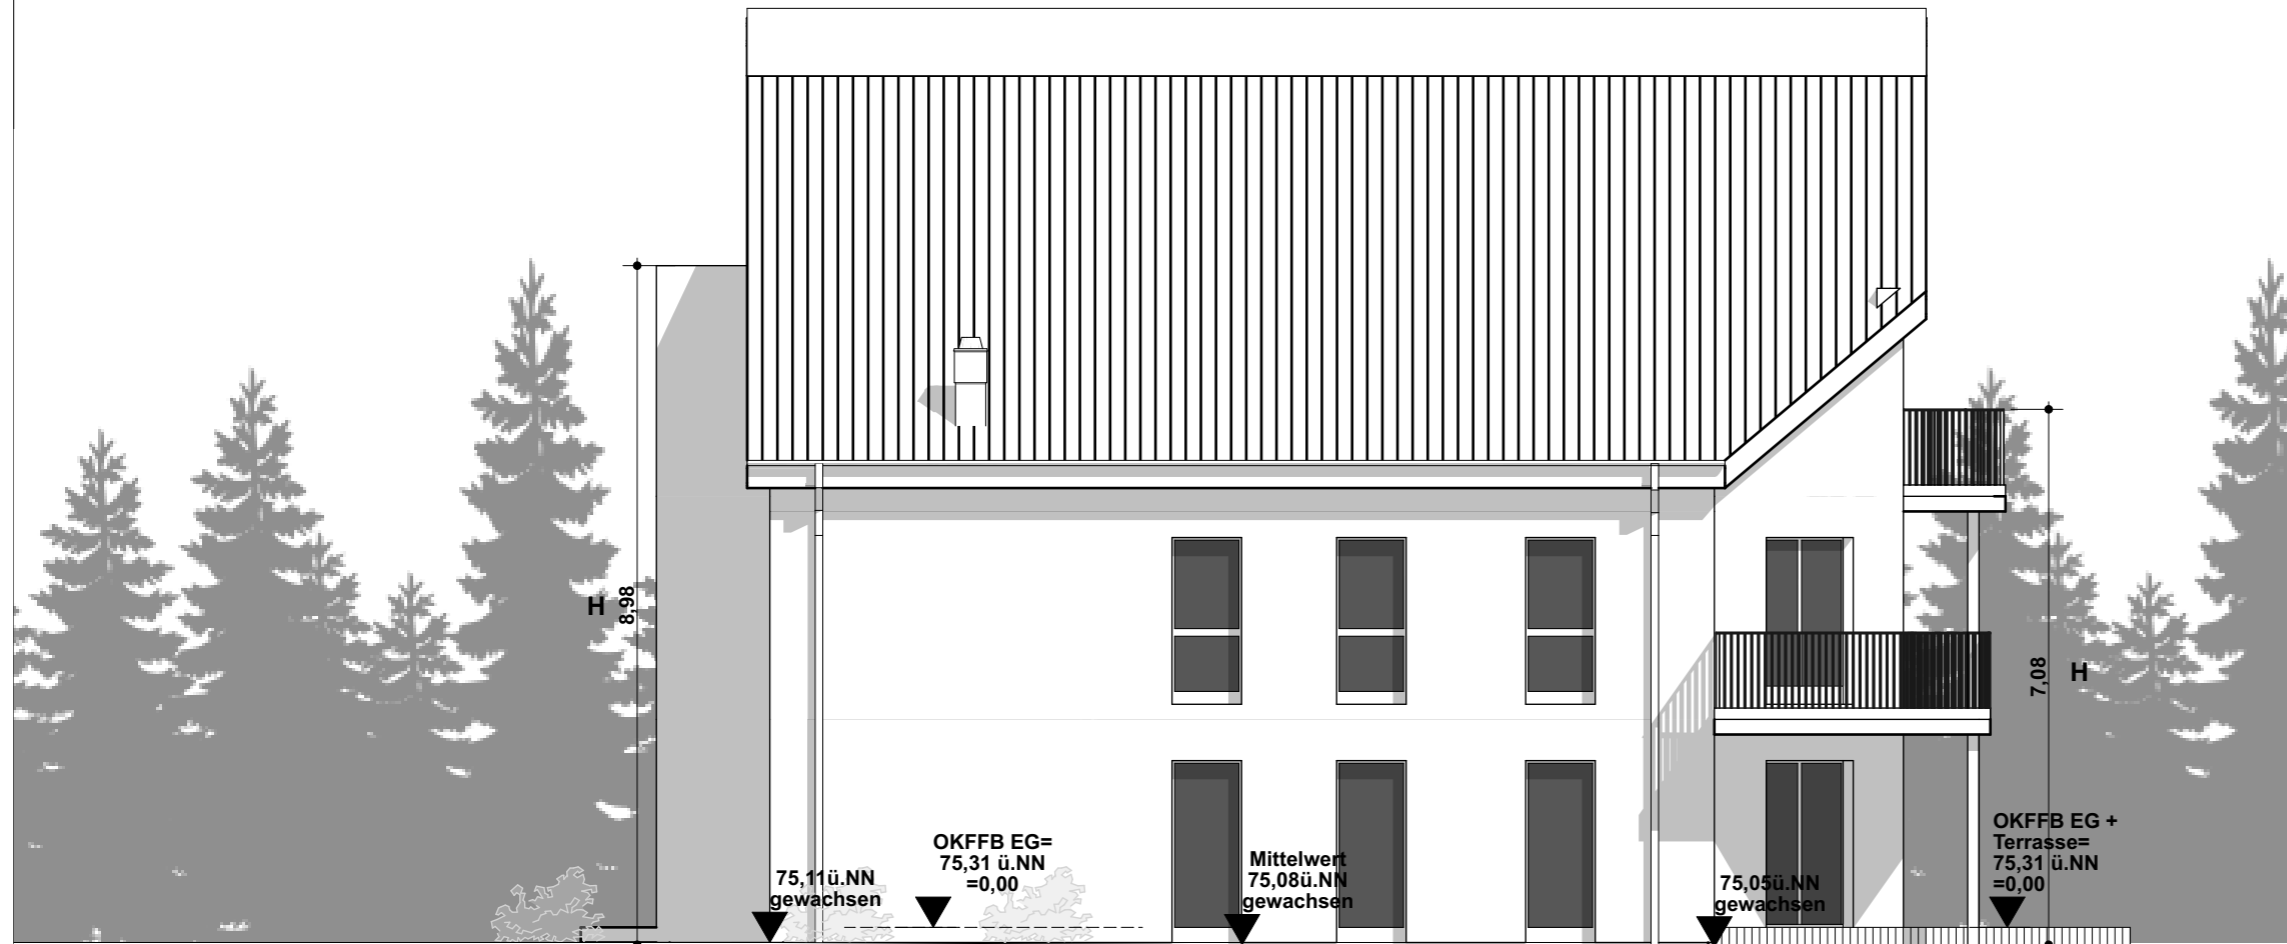 H
8,98
7,08
H
OKFFB EG +
Terrasse=
75,31 ü.NN
=0,00
OKFFB EG=
75,31 ü.NN
=0,00
75,11ü.NN
gewachsen
Mittelwert
75,08ü.NN
gewachsen
75,05ü.NN
gewachsen